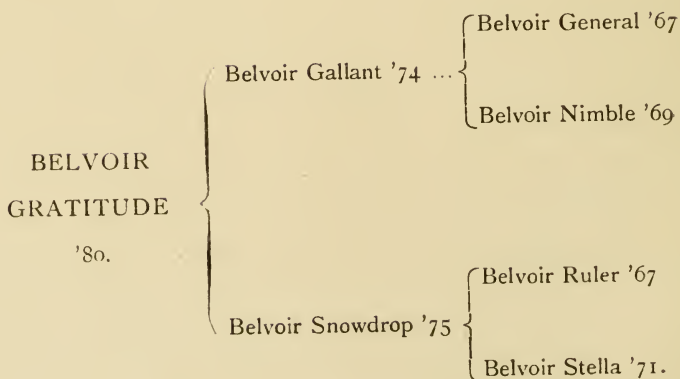 Belvoir General '67
Belvoir Gallant '74 ...
Belvoir Nimble '69
BELVOIR
GRATITUDE
'80.
Belvoir Ruler '67
Belvoir Snowdrop '75
Belvoir Stella '71.